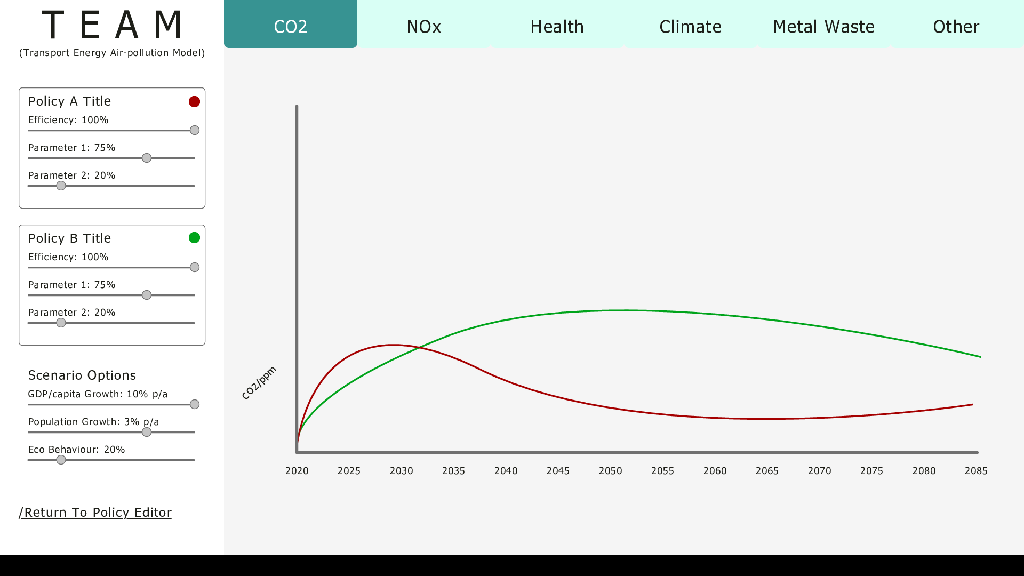 T E A M
(Transport Energy Air-pollution Model)
CO2
NOx
Health
Climate
Metal Waste
Other
Policy A Title
Efficiency: 100%
Parameter 1: 75%
Parameter 2: 20%
Policy B Title
Efficiency: 100%
Parameter 1: 75%
Parameter 2: 20%
Scenario Options
GDP/capita Growth: 10% p/a
Population Growth: 3% p/a
Eco Behaviour: 20%
/Return To Policy Editor
CO2/ppm
2020 2025 2030 2035 2040 2045 2050 2055 2060 2065 2070 2075 2080 2085